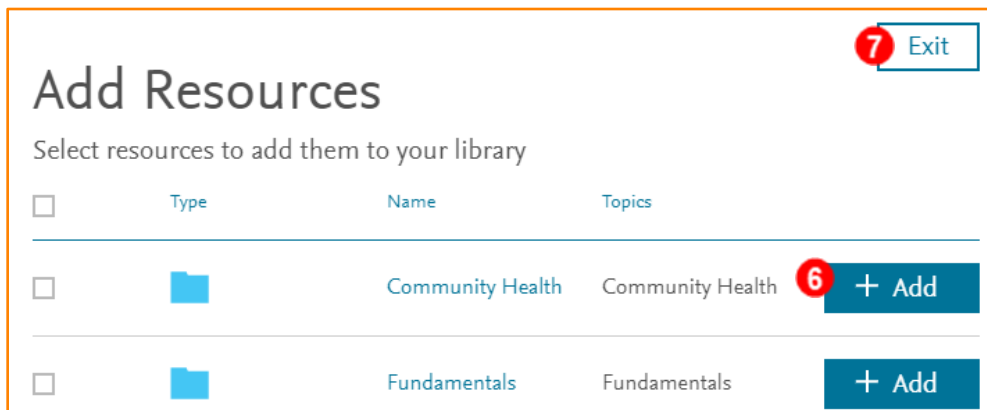 7 Exit
Add Resources
Select resources to add them to your library
Type Name Topics
Community Health Community Health 6 + Add
Fundamentals Fundamentals + Add